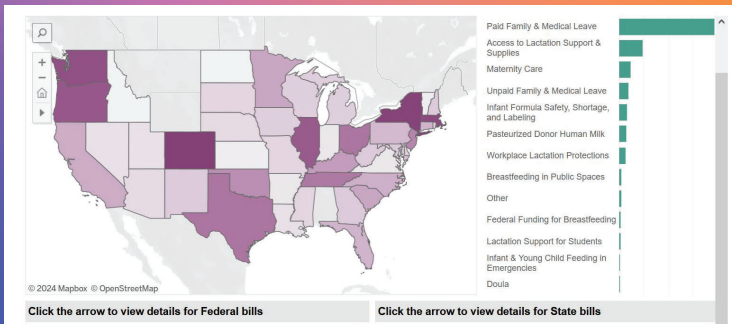 Paid Family & Medical Leave
Access to Lactation Support &
Supplies
Maternity Care
Unpaid Family & Medical Leave
Infant Formula Safety, Shortage,
and Labeling
Pasteurized Donor Human Milk
Workplace Lactation Protections
Breastfeeding in Public Spaces
Other
Federal Funding for Breastfeeding
Lactation Support for Students
Infant & Young Child Feeding in
Emergencies
Doula
© 2024 Mapbox © OpenStreetMap
Click the arrow to view details for Federal bills
Click the arrow to view details for State bills